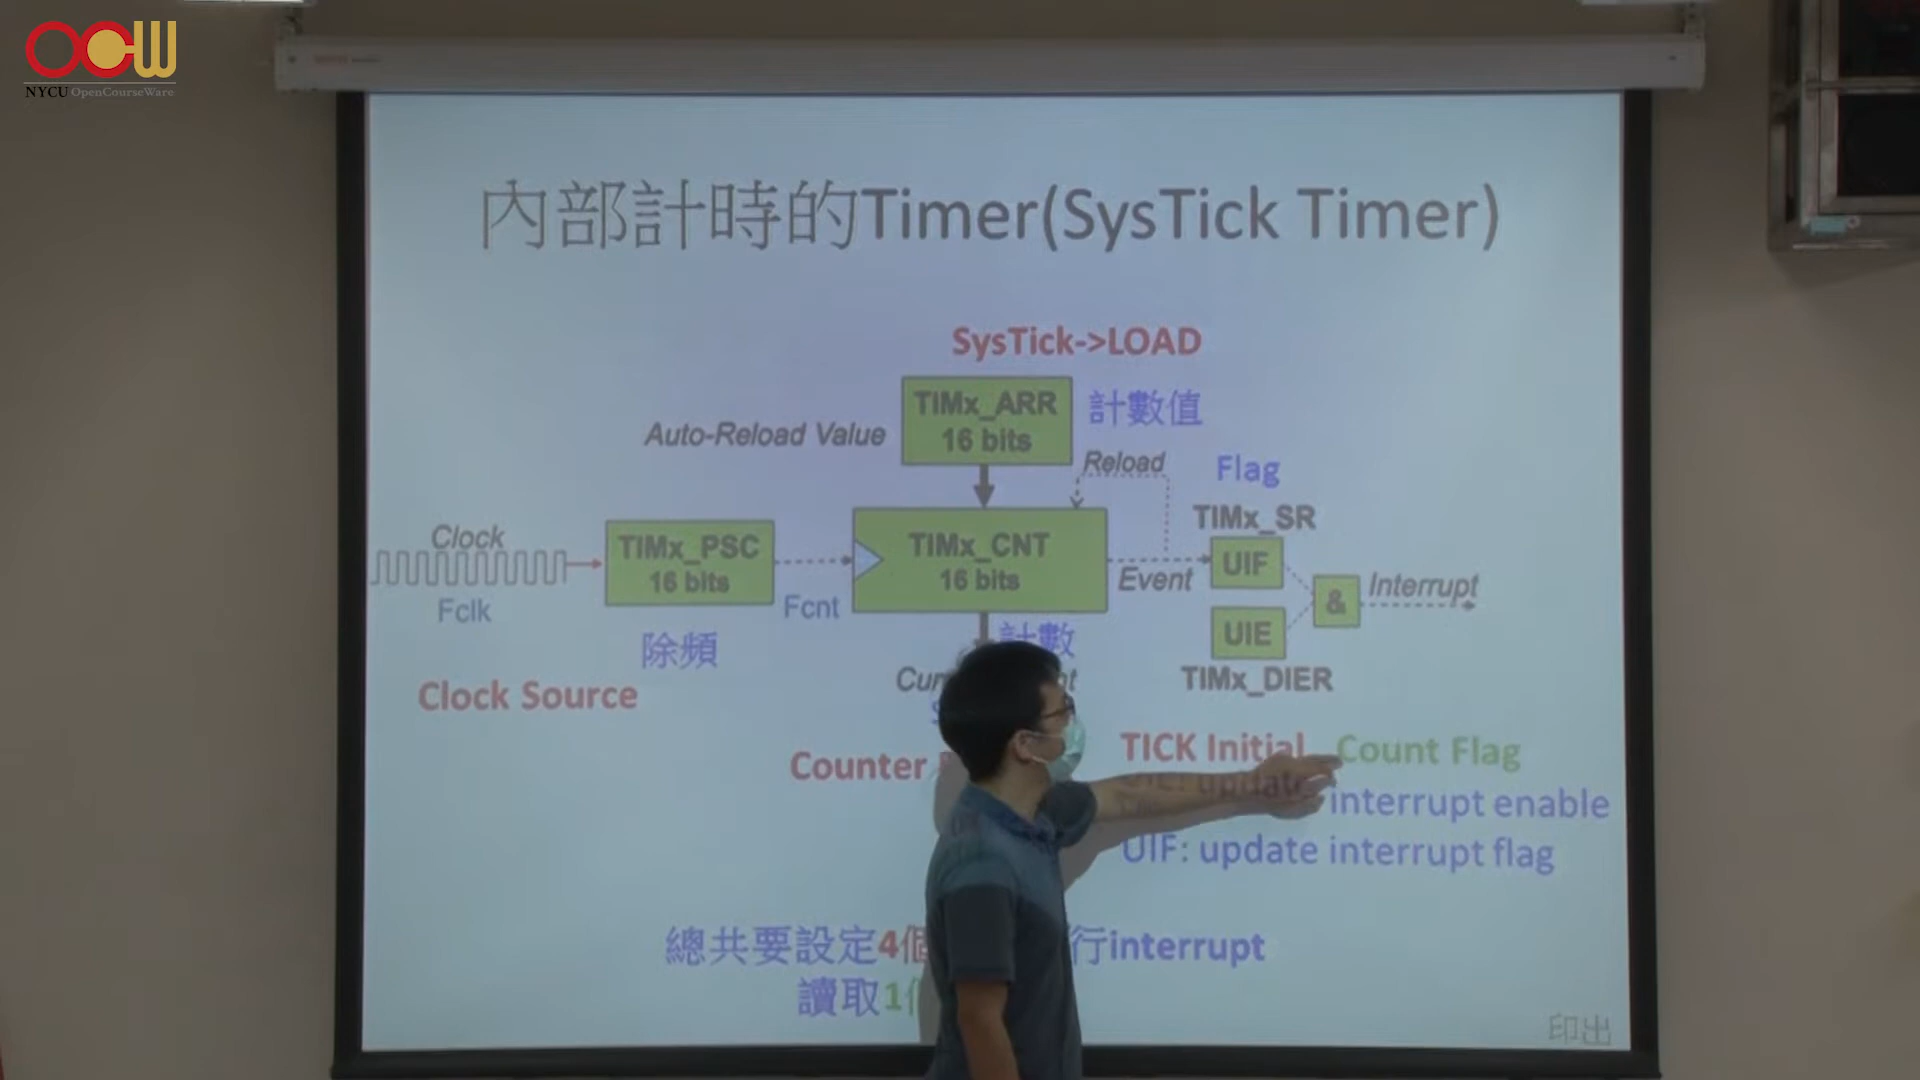 OCW
NYCU OpenCourseWare
內部計時的Timer(SysTick Timer)
SysTick->LOAD
TIMx_ARR
16 bits
計數值
Auto-Reload Value
Reload
Flag
TIMx_SR
Clock
TIMx_PSC
16 bits
TIMx_CNT
16 bits
UIF
Event
&
Interrupt
Fclk
Fcnt
UIE
除頻
計數
TIMx_DIER
Clock Source
TICK Initial
Count Flag
Counter
update interrupt enable
UIF: update interrupt flag
總共要設定4個 行interrupt
讀取1
印出